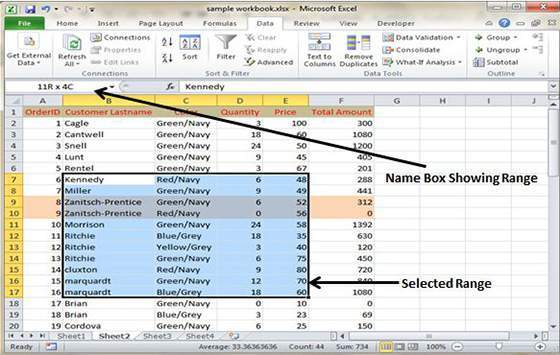 sample workbook.xlsx - Microsoft Excel
File Home Insert Page Layout Formulas Data Review View Developer
Get External Data Refresh All Connections Properties Edit Links Sort Filter Clear Reapply Advanced Text to Columns Remove Duplicates Data Validation Consolidate What-If Analysis Group Ungroup Subtotal
Connections Sort & Filter Data Tools Outline
11R x 4C fx Kennedy
A B C D E F G H I
1 OrderID Customer Lastname Color Quantity Price Total Amount
2 1 Cagle Green/Navy 3 100 300
3 2 Cantwell Green/Navy 18 60 1080
4 3 Snell Green/Navy 24 50 1200
5 4 Lunt Green/Navy 9 45 405
6 5 Rentel Green/Navy 3 67 201
7 6 Kennedy Red/Navy 6 48 288
8 7 Miller Green/Navy 9 49 441
9 8 Zanitsch-Prentice Green/Navy 6 52 312
10 9 Zanitsch-Prentice Red/Navy 0 56 0
11 10 Morrison Green/Navy 24 58 1392
12 11 Ritchie Blue/Grey 18 35 630
13 12 Ritchie Yellow/Grey 3 40 120
14 13 Ritchie Green/Navy 6 75 450
15 14 cluxton Red/Navy 9 80 720
16 15 marquardt Green/Navy 12 70 840
17 16 marquardt Blue/Grey 18 60 1080
18 17 Brian Green/Navy 0 10 0
19 18 Brian Blue/Grey 3 23 69
20 19 Cordova Green/Navy 6 25 150
Name Box Showing Range
Selected Range
Sheet1 Sheet2 Sheet3 Sheet4
Ready Average: 33.36363636 Count: 44 Sum: 734 100%